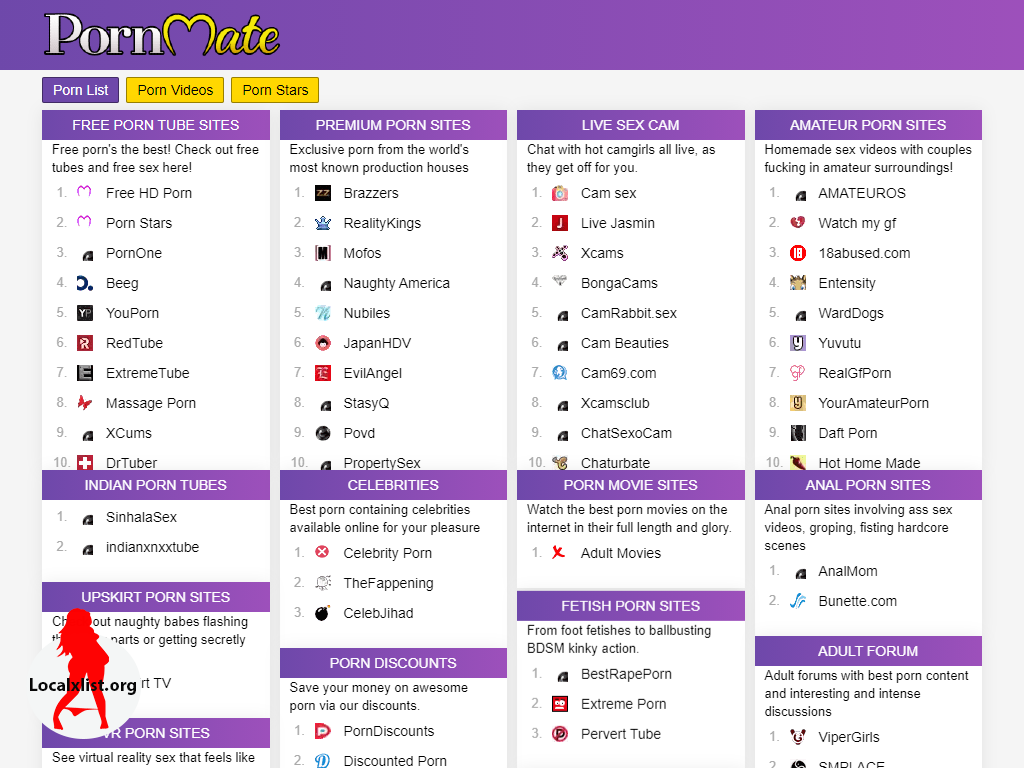 PornMate
Porn List
Porn Videos
Porn Stars
FREE PORN TUBE SITES
Free porn's the best! Check out free
tubes and free sex here!
1. Free HD Porn
2. Porn Stars
3. PornOne
4. Beeg
5. YouPorn
6. RedTube
7. ExtremeTube
8. Massage Porn
9. XCums
10. DrTuber
PREMIUM PORN SITES
Exclusive porn from the world's
most known production houses
1. Brazzers
2. RealityKings
3. Mofos
4. Naughty America
5. Nubiles
6. JapanHDV
7. EvilAngel
8. StasyQ
9. Povd
10. PropertySex
LIVE SEX CAM
Chat with hot camgirls all live, as
they get off for you.
1. Cam sex
2. Live Jasmin
3. Xcams
4. BongaCams
5. CamRabbit.sex
6. Cam Beauties
7. Cam69.com
8. Xcamsclub
9. ChatSexoCam
10. Chaturbate
AMATEUR PORN SITES
Homemade sex videos with couples
fucking in amateur surroundings!
1. AMATEUROS
2. Watch my gf
3. 18abused.com
4. Entensity
5. WardDogs
6. Yuvutu
7. RealGfPorn
8. YourAmateurPorn
9. Daft Porn
10. Hot Home Made
INDIAN PORN TUBES
1. SinhalaSex
2. indianxnxxtube
UPSKIRT PORN SITES
out naughty babes flashing
parts or getting secretly
TV
Localxlist.org
PORN SITES
See virtual reality sex that feels like
CELEBRITIES
Best porn containing celebrities
available online for your pleasure
1. Celebrity Porn
2. TheFappening
3. CelebJihad
PORN DISCOUNTS
Save your money on awesome
porn via our discounts.
1. PornDiscounts
2. Discounted Porn
PORN MOVIE SITES
Watch the best porn movies on the
internet in their full length and glory.
1. Adult Movies
FETISH PORN SITES
From foot fetishes to ballbusting
BDSM kinky action.
1. BestRapePorn
2. Extreme Porn
3. Pervert Tube
ANAL PORN SITES
Anal porn sites involving ass sex
videos, groping, fisting hardcore
scenes
1. AnalMom
2. Bunette.com
ADULT FORUM
Adult forums with best porn content
and interesting and intense
discussions
1. ViperGirls
2. SMPLACE